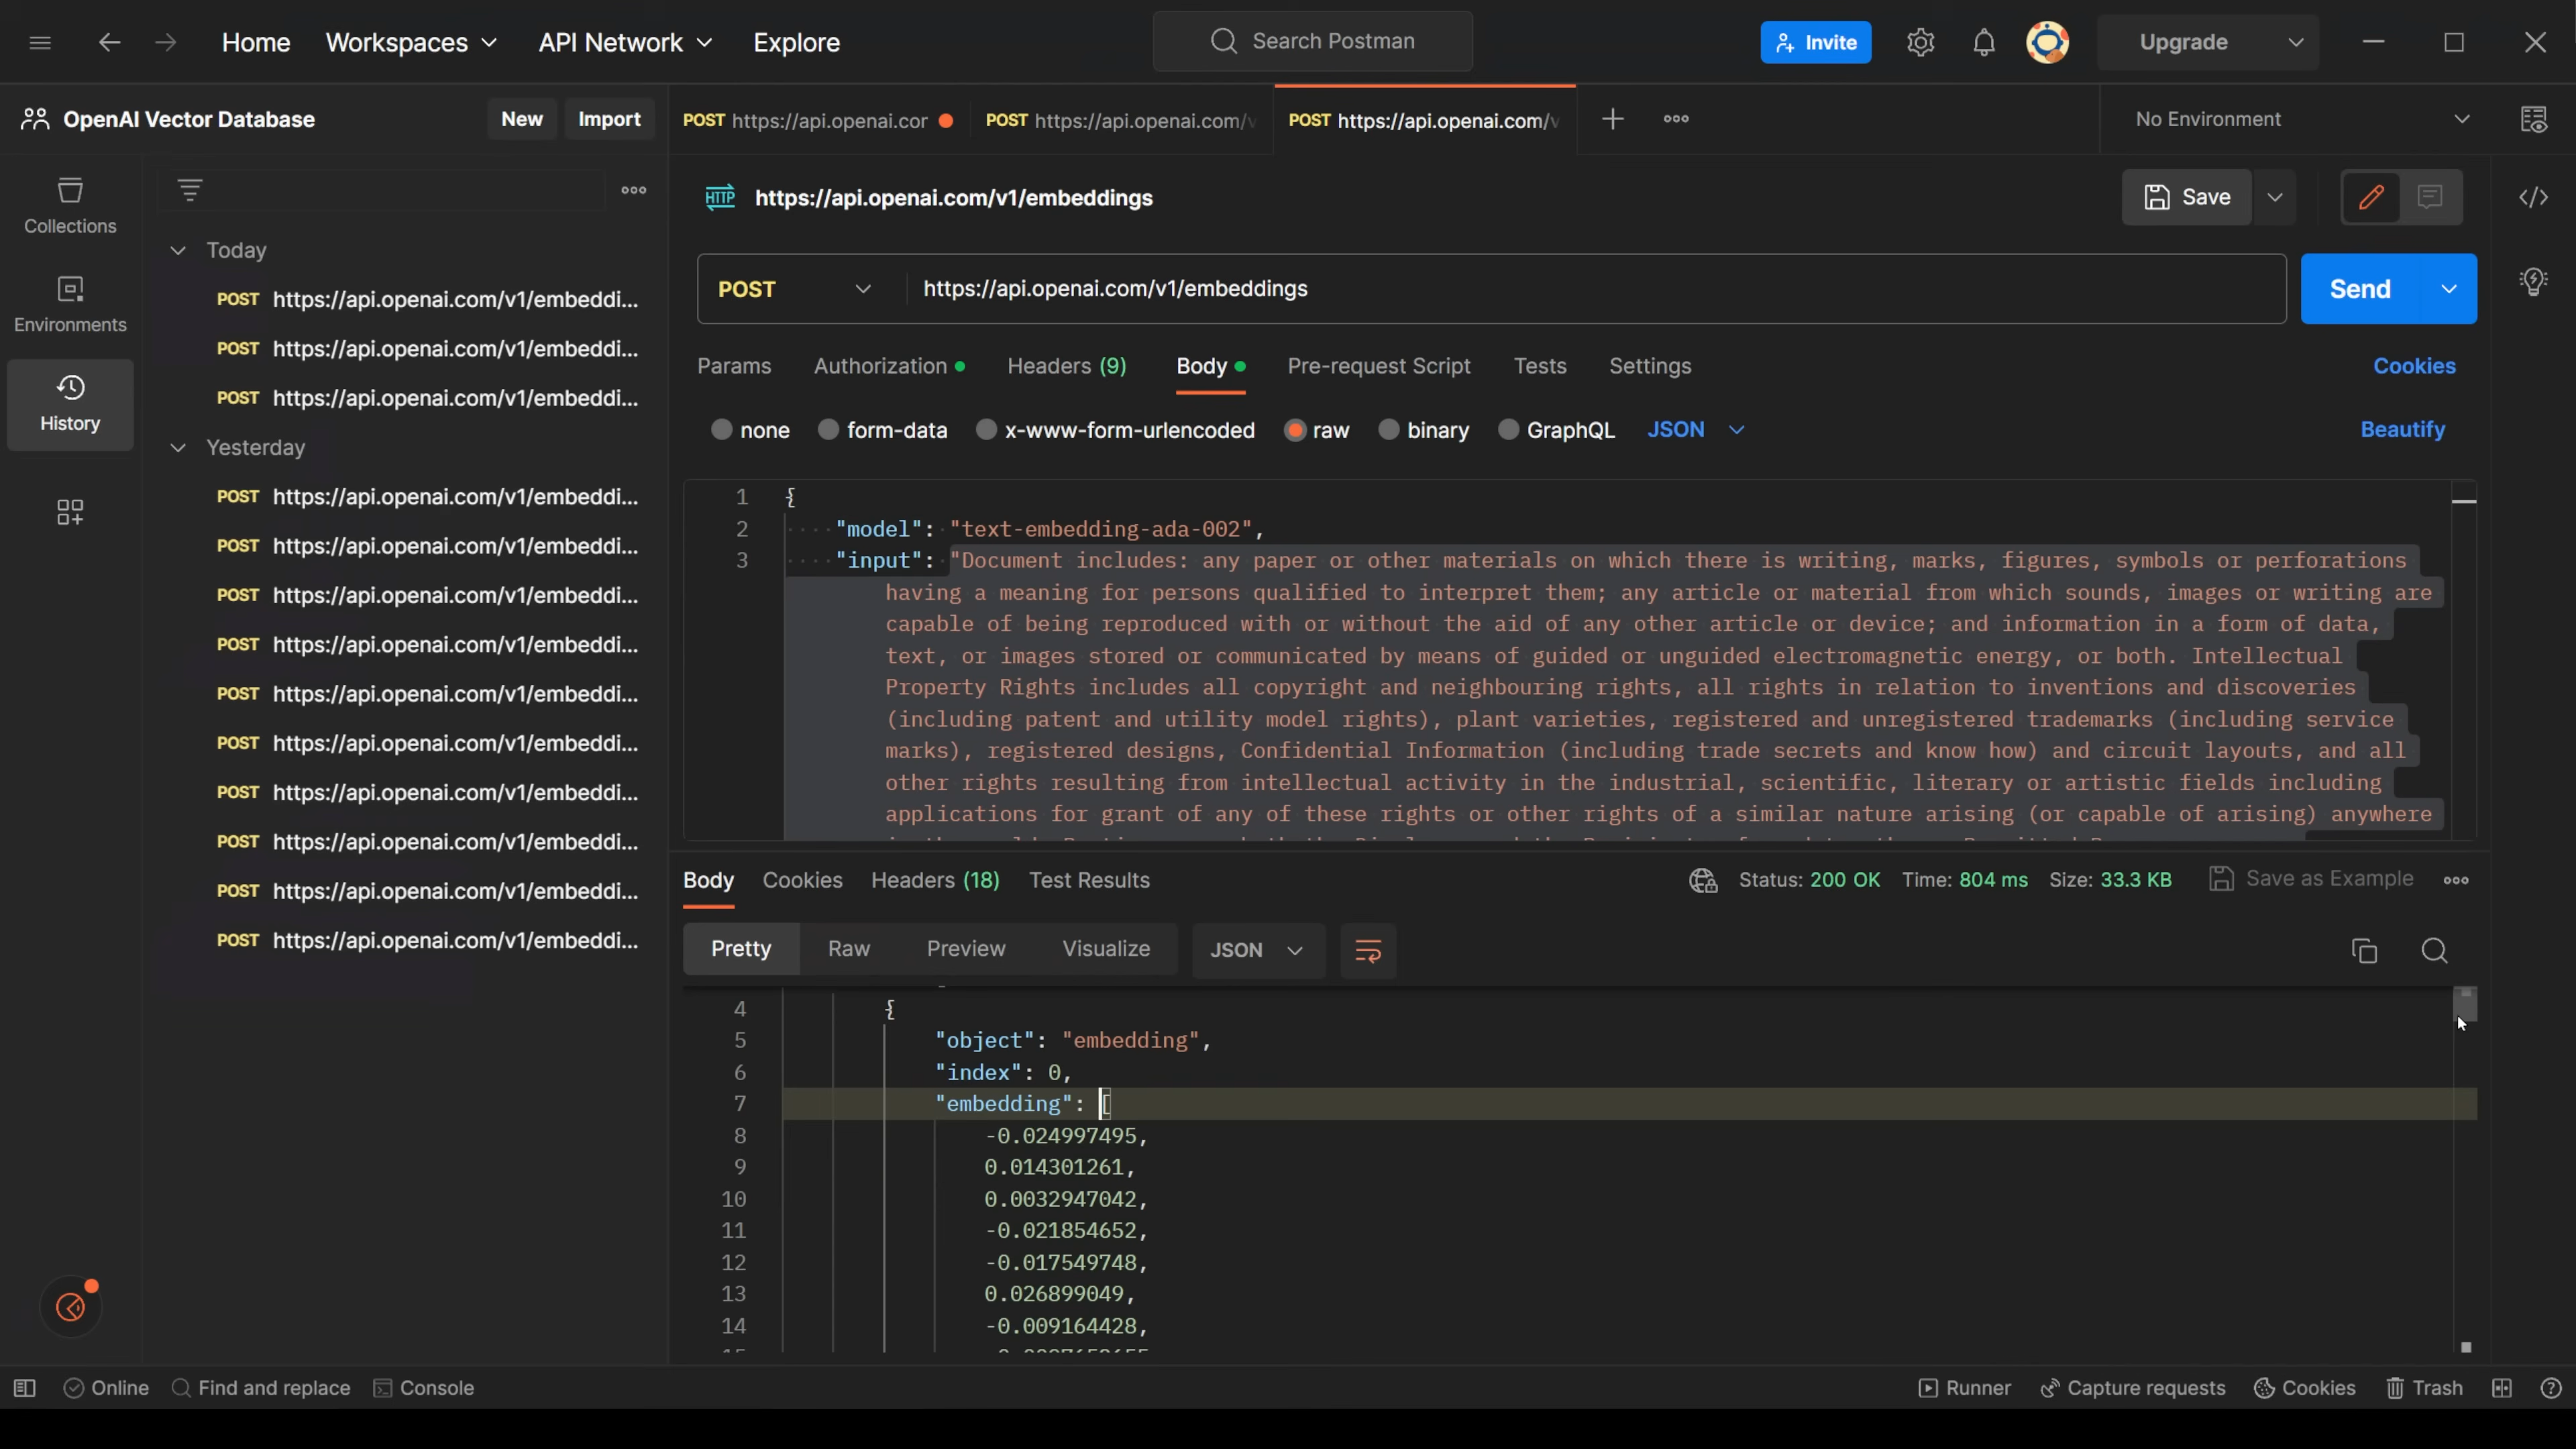 Home Workspaces API Network Explore Search Postman Invite Upgrade
OpenAI Vector Database New Import
POST https://api.openai.cor POST https://api.openai.com/v POST https://api.openai.com/v No Environment
Collections
Environments
History
Today
POST https://api.openai.com/v1/embeddi...
POST https://api.openai.com/v1/embeddi...
POST https://api.openai.com/v1/embeddi...
Yesterday
POST https://api.openai.com/v1/embeddi...
POST https://api.openai.com/v1/embeddi...
POST https://api.openai.com/v1/embeddi...
POST https://api.openai.com/v1/embeddi...
POST https://api.openai.com/v1/embeddi...
POST https://api.openai.com/v1/embeddi...
POST https://api.openai.com/v1/embeddi...
POST https://api.openai.com/v1/embeddi...
POST https://api.openai.com/v1/embeddi...
POST https://api.openai.com/v1/embeddi...
HTTP https://api.openai.com/v1/embeddings Save
POST https://api.openai.com/v1/embeddings Send
Params Authorization Headers (9) Body Pre-request Script Tests Settings Cookies
none form-data x-www-form-urlencoded raw binary GraphQL JSON Beautify
1 {
2 "model": "text-embedding-ada-002",
3 "input": "Document includes: any paper or other materials on which there is writing, marks, figures, symbols or perforations
having a meaning for persons qualified to interpret them; any article or material from which sounds, images or writing are
capable of being reproduced with or without the aid of any other article or device; and information in a form of data,
text, or images stored or communicated by means of guided or unguided electromagnetic energy, or both. Intellectual
Property Rights includes all copyright and neighbouring rights, all rights in relation to inventions and discoveries
(including patent and utility model rights), plant varieties, registered and unregistered trademarks (including service
marks), registered designs, Confidential Information (including trade secrets and know how) and circuit layouts, and all
other rights resulting from intellectual activity in the industrial, scientific, literary or artistic fields including
applications for grant of any of these rights or other rights of a similar nature arising (or capable of arising) anywhere
Body Cookies Headers (18) Test Results Status: 200 OK Time: 804 ms Size: 33.3 KB Save as Example
Pretty Raw Preview Visualize JSON
4 {
5 "object": "embedding",
6 "index": 0,
7 "embedding": [
8 -0.024997495,
9 0.014301261,
10 0.0032947042,
11 -0.021854652,
12 -0.017549748,
13 0.026899049,
14 -0.009164428,
Online Find and replace Console Runner Capture requests Cookies Trash